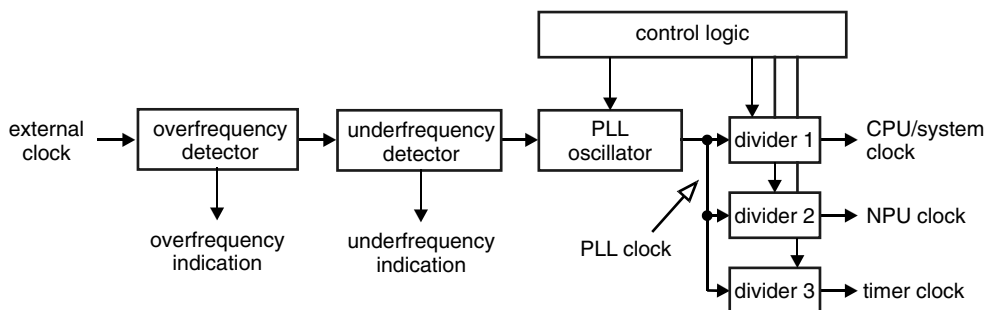 control logic
external
clock
overfrequency
detector
underfrequency
detector
PLL
oscillator
divider 1
CPU/system
clock
divider 2
NPU clock
overfrequency
indication
underfrequency
indication
PLL clock
divider 3
timer clock